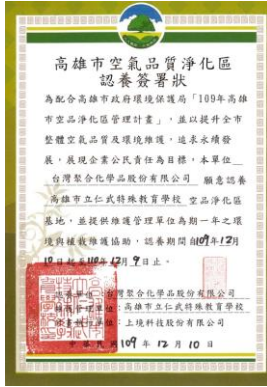 高雄市空氣品質淨化區
認養簽署狀
為配合高雄市政府環境保護局「109年高雄
市空品淨化區管理計畫」，並以提升全市
整體空氣品質及環境維護，追求永續發
展，展現企業公民責任為目標，本單位
台灣聚合化學品股份有限公司 願意認養
高雄市立仁武特殊教育學校 空品淨化區
基地，並提供維護管理單位為期一年之環
境與植栽維護協助，認養期間自109年12月
10日起至110年12月9日止。
台灣聚合化學品股份有限公司
管理單位：高雄市立仁武特殊教育學校
單位：上境科技股份有限公司
中華民國109年12月10日